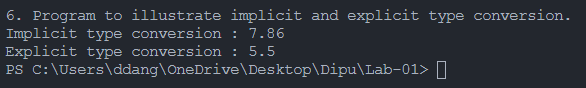 6. Program to illustrate implicit and explicit type conversion.
Implicit type conversion : 7.86
Explicit type conversion : 5.5
PS C:\Users\ddang\OneDrive\Desktop\Dipu\Lab-01>